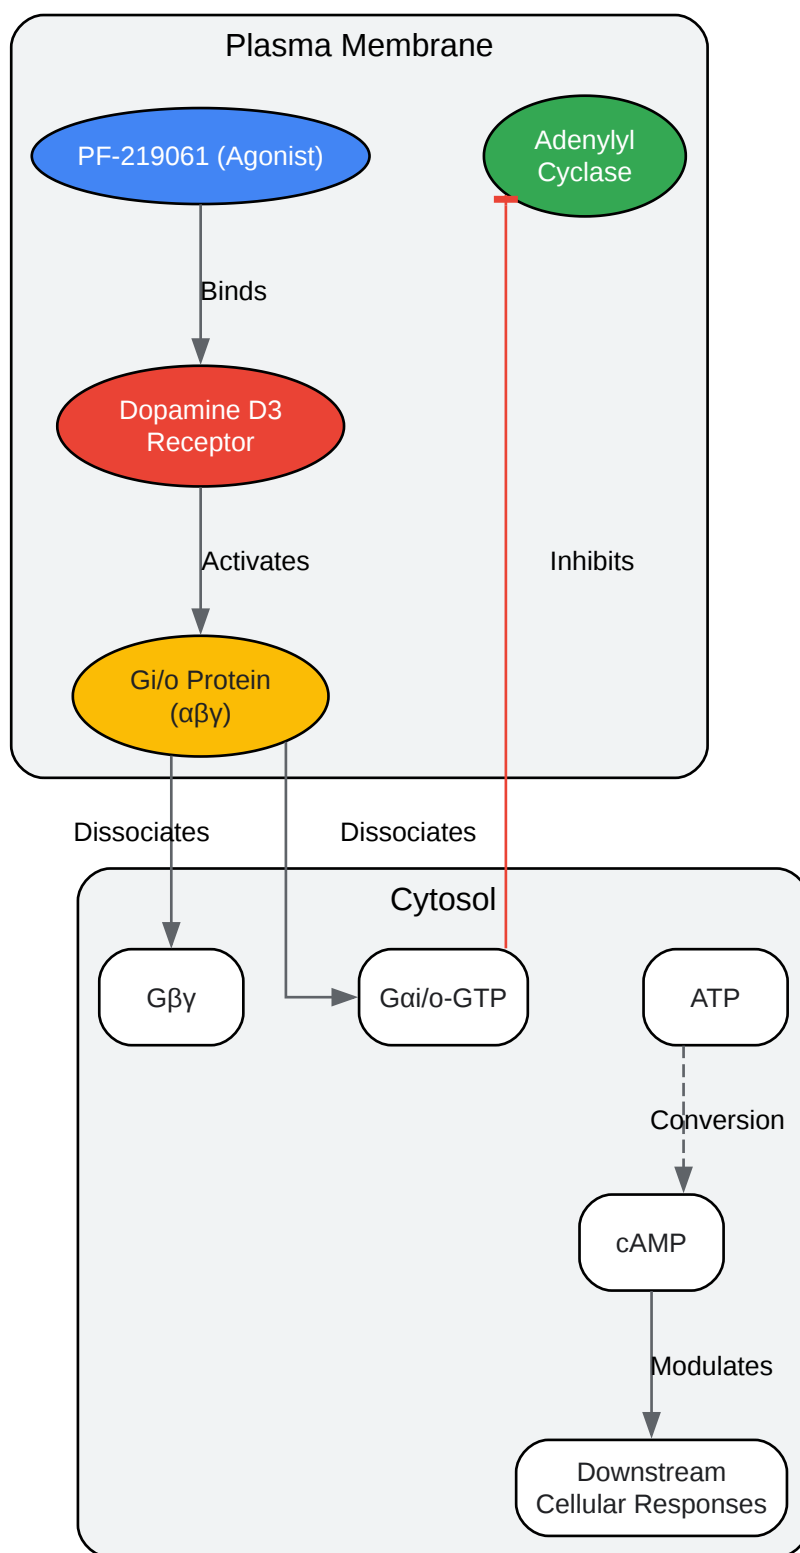 Plasma Membrane
PF-219061 (Agonist)
Adenylyl
Cyclase
Binds
Dopamine D3
Receptor
Activates
Inhibits
Gi/o Protein
(αβγ)
Dissociates
Dissociates
Cytosol
Gβγ
Gαi/o-GTP
ATP
Conversion
cAMP
Modulates
Downstream
Cellular Responses